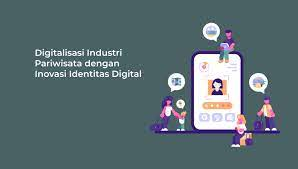 Digitalisasi Industri
Pariwisata dengan
Inovasi Identitas Digital